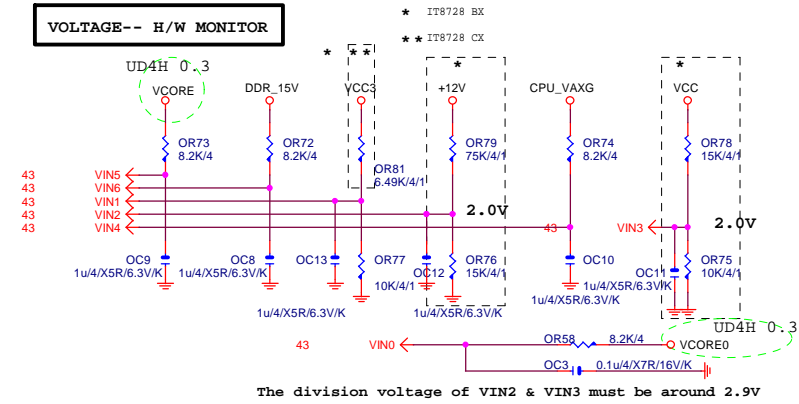 VOLTAGE-- H/W MONITOR
* IT8728 BX
** IT8728 CX
* ** * *
UD4H 0.3
VCORE DDR_15V VCC3 +12V CPU_VAXG VCC
OR73 8.2K/4
OR72 8.2K/4
OR81 6.49K/4/1
OR79 75K/4/1
OR74 8.2K/4
OR78 15K/4/1
43 VIN5
43 VIN6
43 VIN1
43 VIN2
43 VIN4
2.0V
43 VIN3
2.0V
OC9 1u/4/X5R/6.3V/K
OC8 1u/4/X5R/6.3V/K
OC13 1u/4/X5R/6.3V/K
OR77 10K/4/1
OC12 1u/4/X5R/6.3V/K
OR76 15K/4/1
OC10 1u/4/X5R/6.3V/K
OC11 1u/4/X5R/6.3V/K
OR75 10K/4/1
UD4H 0.3
43 VIN0 OR58 8.2K/4 VCORE0
OC3 0.1u/4/X7R/16V/K
The division voltage of VIN2 & VIN3 must be around 2.9V